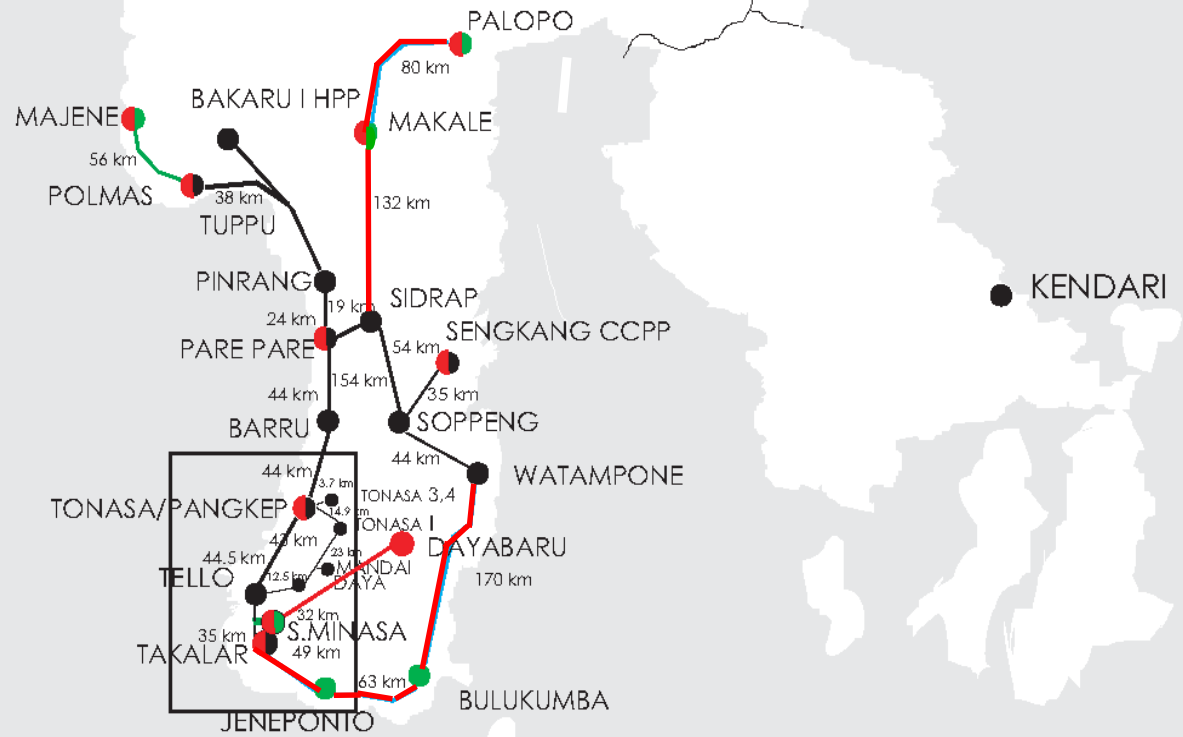 PALOPO
80 km
BAKARU I HPP
MAJENE
MAKALE
56 km
POLMAS
38 km
132 km
TUPPU
PINRANG
KENDARI
19 km
SIDRAP
24 km
SENGKANG CCPP
PARE PARE
54 km
154 km
35 km
44 km
BARRU
SOPPENG
44 km
44 km
WATAMPONE
3.7 km
TONASA 3,4
TONASA/PANGKEP
14.9 km
TONASA I
43 km
DAYABARU
44.5 km
23 km
MANDAI
TELLO
12.5 km
DAYA
170 km
32 km
S.MINASA
35 km
49 km
TAKALAR
63 km
BULUKUMBA
JENEPONTO